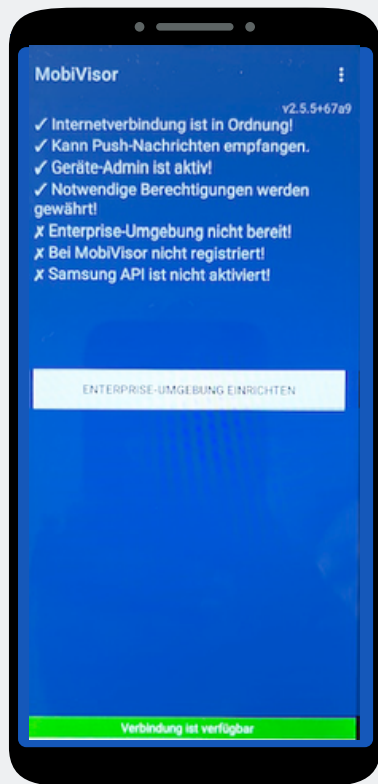 MobiVisor
v2.5.5+67a9
✓ Internetverbindung ist in Ordnung!
✓ Kann Push-Nachrichten empfangen.
✓ Geräte-Admin ist aktiv!
✓ Notwendige Berechtigungen werden
gewährt!
✗ Enterprise-Umgebung nicht bereit!
✗ Bei MobiVisor nicht registriert!
✗ Samsung API ist nicht aktiviert!
ENTERPRISE-UMGEBUNG EINRICHTEN
Verbindung ist verfügbar